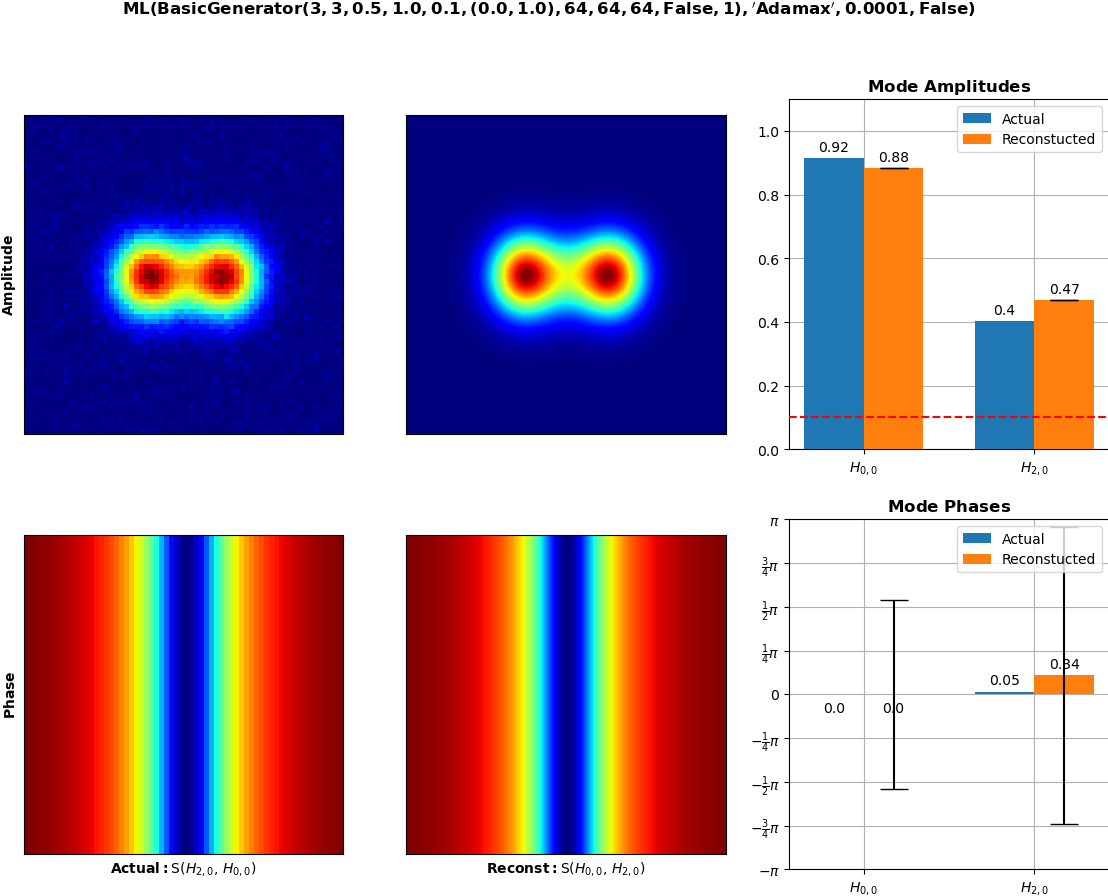 ML(BasicGenerator(3, 3, 0.5, 1.0, 0.1, (0.0, 1.0), 64, 64, 64, False, 1), ′Adamax′, 0.0001, False)
Amplitude
Mode Amplitudes
Actual
Reconstucted
1.0
0.8
0.6
0.4
0.2
0.0
0.92
0.88
0.4
0.47
H0, 0
H2, 0
Phase
Actual: S(H2, 0, H0, 0)
Reconst: S(H0, 0, H2, 0)
Mode Phases
Actual
Reconstucted
π
3/4π
1/2π
1/4π
0
−1/4π
−1/2π
−3/4π
−π
0.0
0.0
0.05
0.34
H0, 0
H2, 0